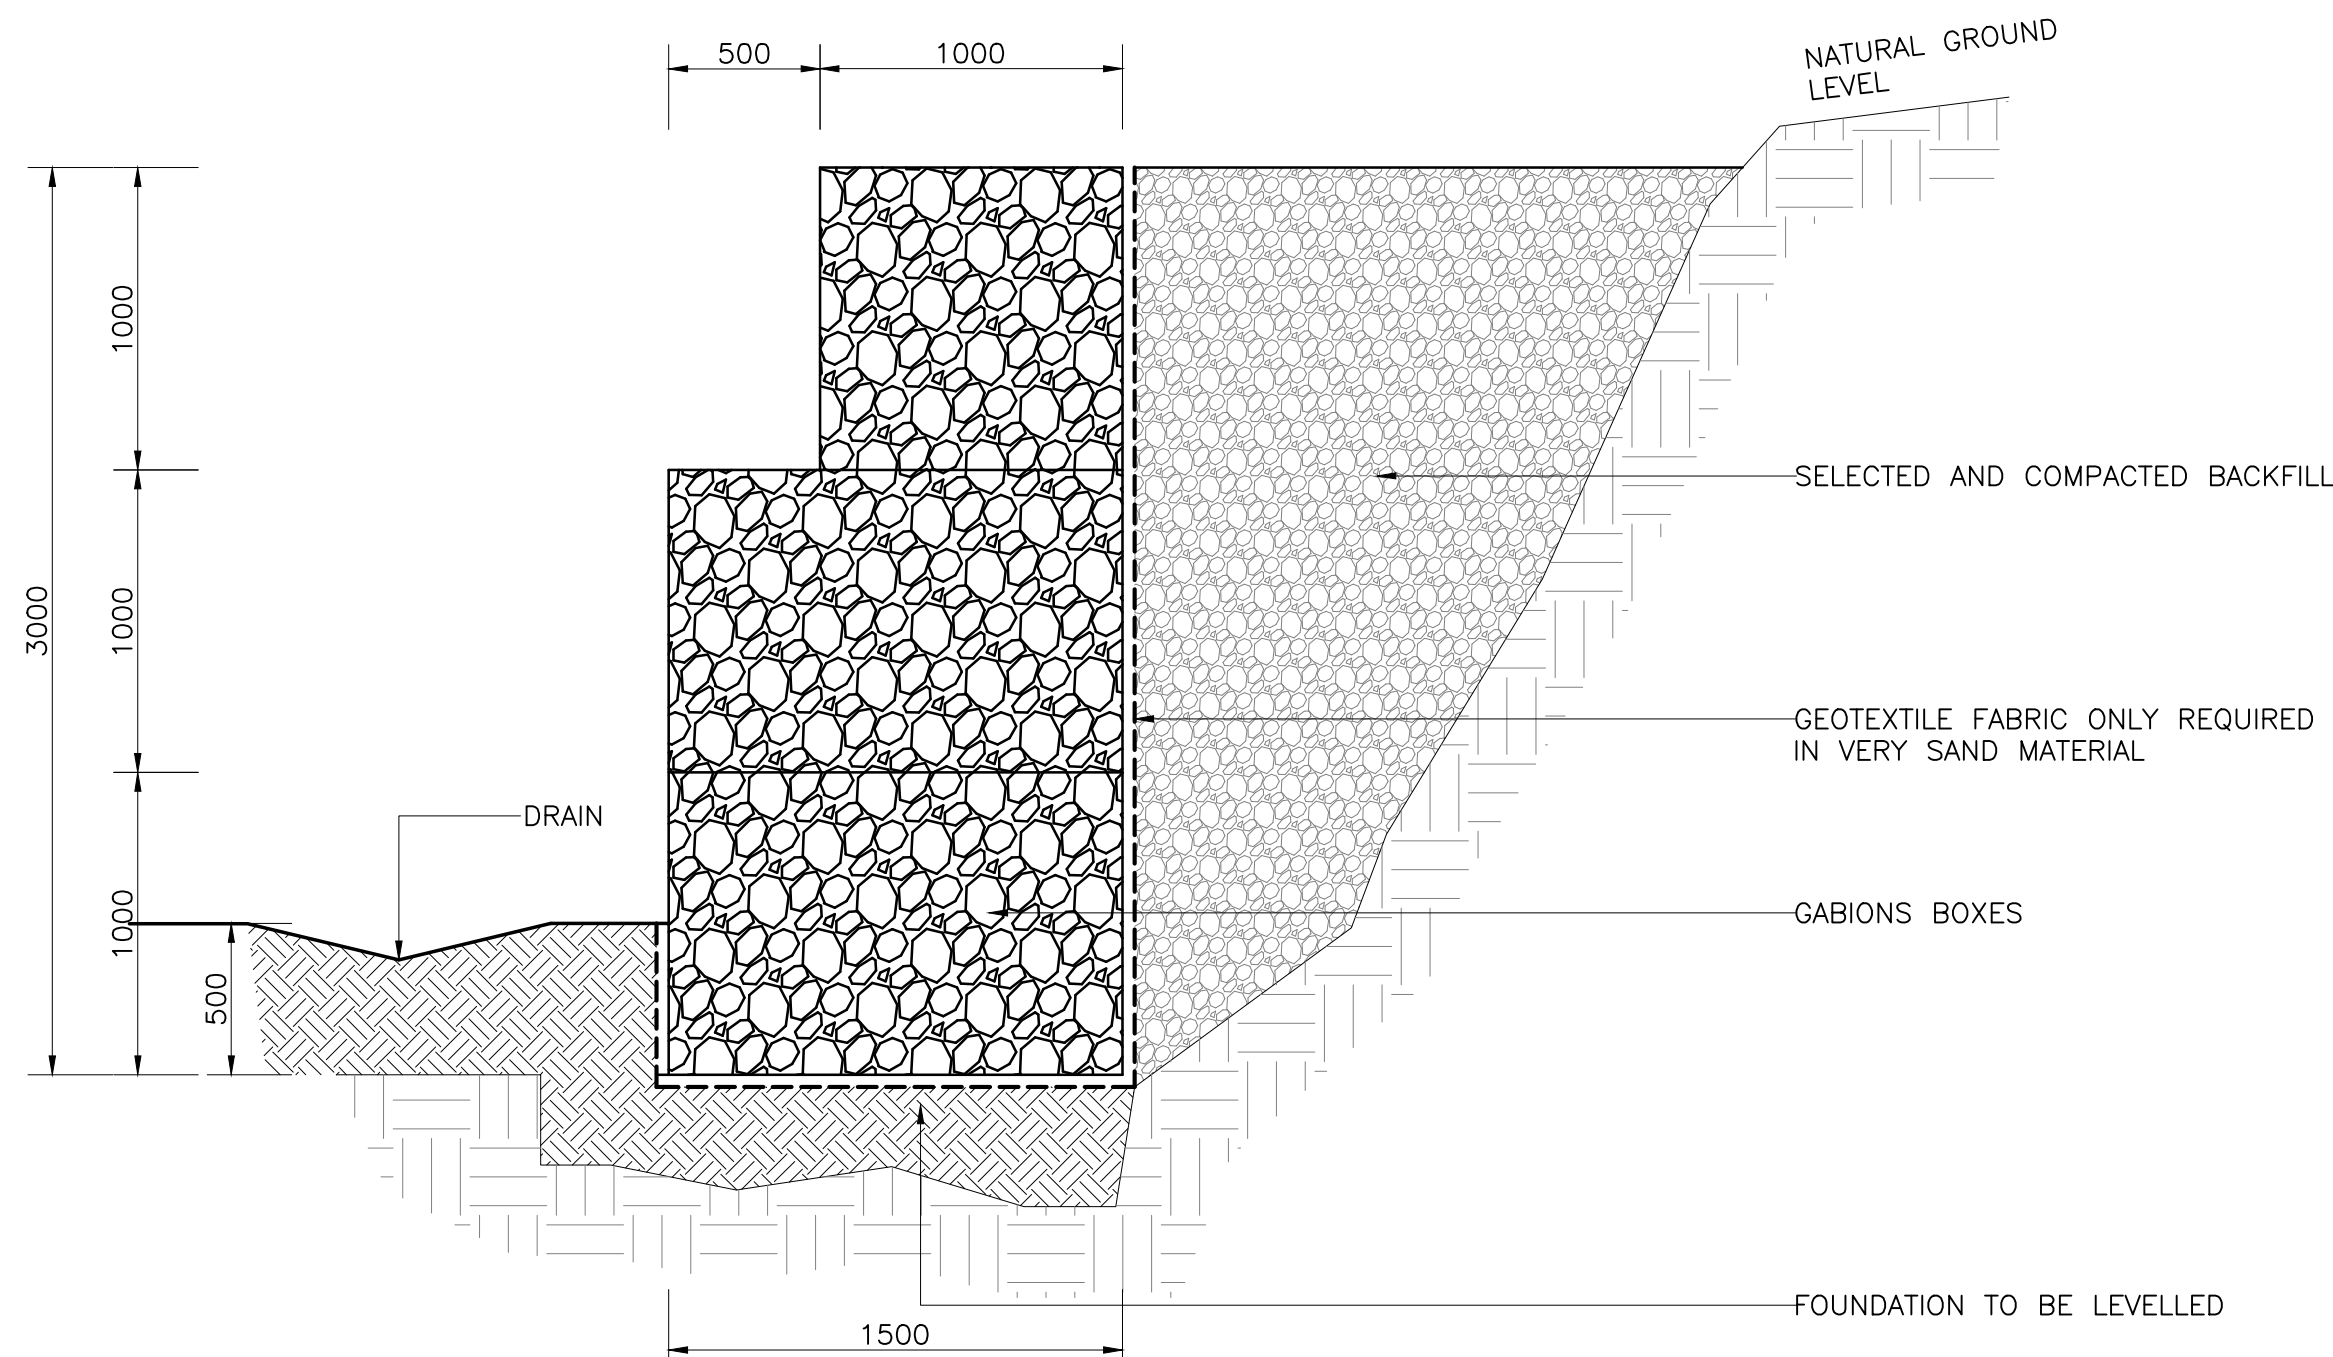 NATURAL GROUND
LEVEL
500
1000
1000
1000
1000
3000
500
DRAIN
SELECTED AND COMPACTED BACKFILL
GEOTEXTILE FABRIC ONLY REQUIRED
IN VERY SAND MATERIAL
GABIONS BOXES
FOUNDATION TO BE LEVELLED
1500